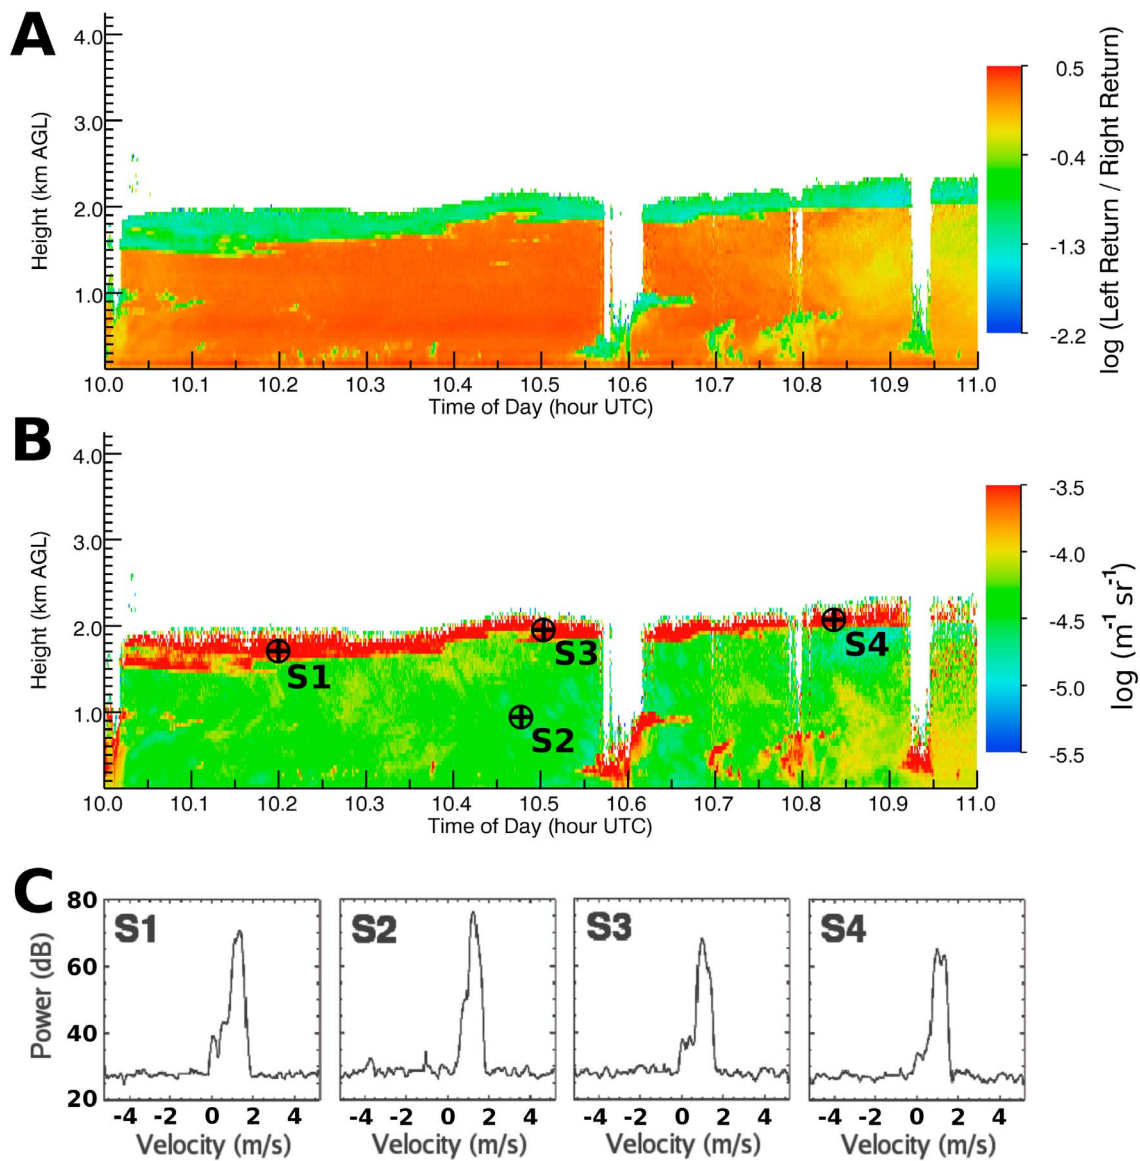 A
4.0
3.0
2.0
1.0
Height (km AGL)
10.0 10.1 10.2 10.3 10.4 10.5 10.6 10.7 10.8 10.9 11.0
Time of Day (hour UTC)
0.5
-0.4
-1.3
-2.2
log (Left Return / Right Return)
B
4.0
3.0
2.0
1.0
Height (km AGL)
S1
S2
S3
S4
10.0 10.1 10.2 10.3 10.4 10.5 10.6 10.7 10.8 10.9 11.0
Time of Day (hour UTC)
-3.5
-4.0
-4.5
-5.0
-5.5
log (m⁻¹ sr⁻¹)
C
80
60
40
20
Power (dB)
S1
S2
S3
S4
-4 -2 0 2 4
-4 -2 0 2 4
-4 -2 0 2 4
-4 -2 0 2 4
Velocity (m/s)
Velocity (m/s)
Velocity (m/s)
Velocity (m/s)